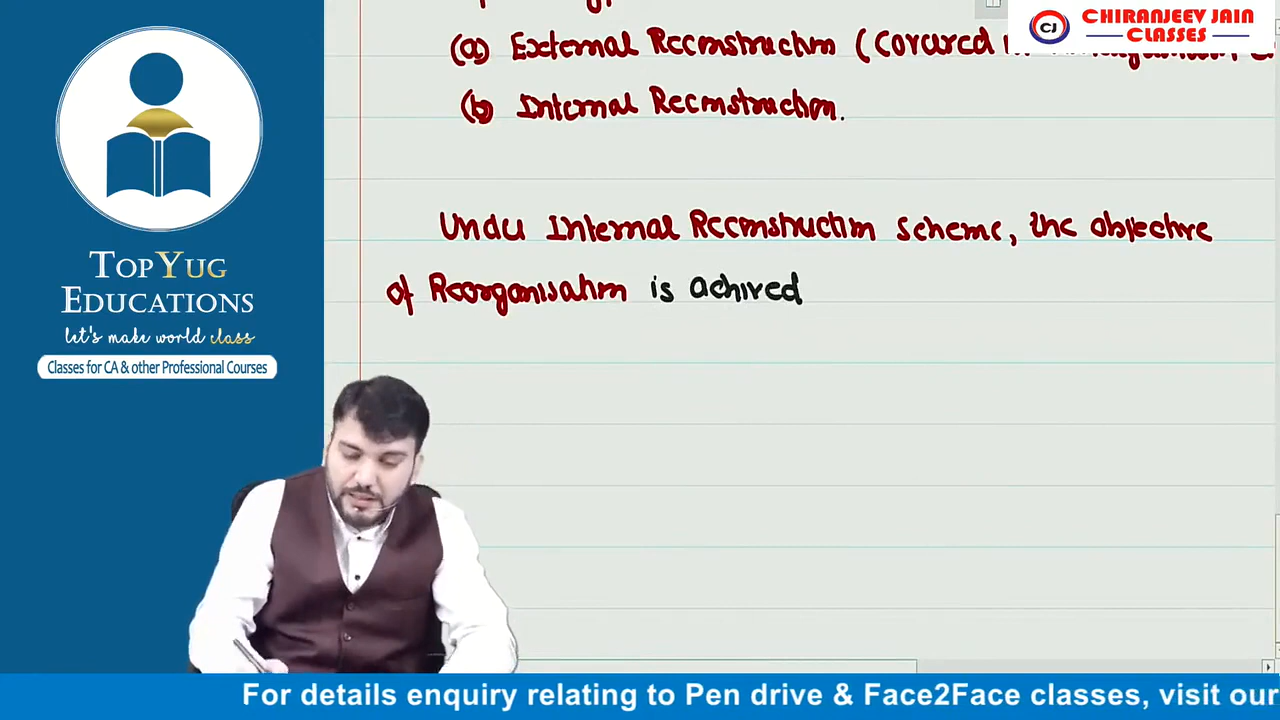 CHIRANJEEV JAIN
CLASSES
CJ
(a) External Reconstruction (Covered in
(b) Internal Reconstruction.
Under Internal Reconstruction Scheme, the objective
of Reorganisation is achived
TOPYUG
EDUCATIONS
let's make world class
Classes for CA & other Professional Courses
For details enquiry relating to Pen drive & Face2Face classes, visit our